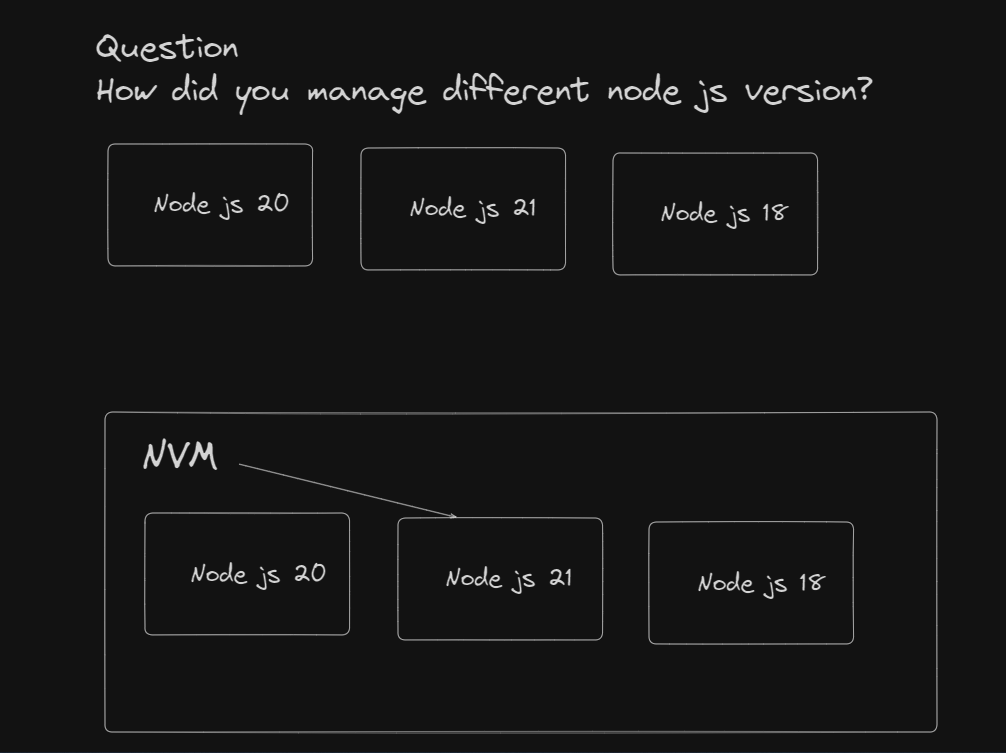 Question
How did you manage different node js version?
Node js 20
Node js 21
Node js 18
NVM
Node js 20
Node js 21
Node js 18